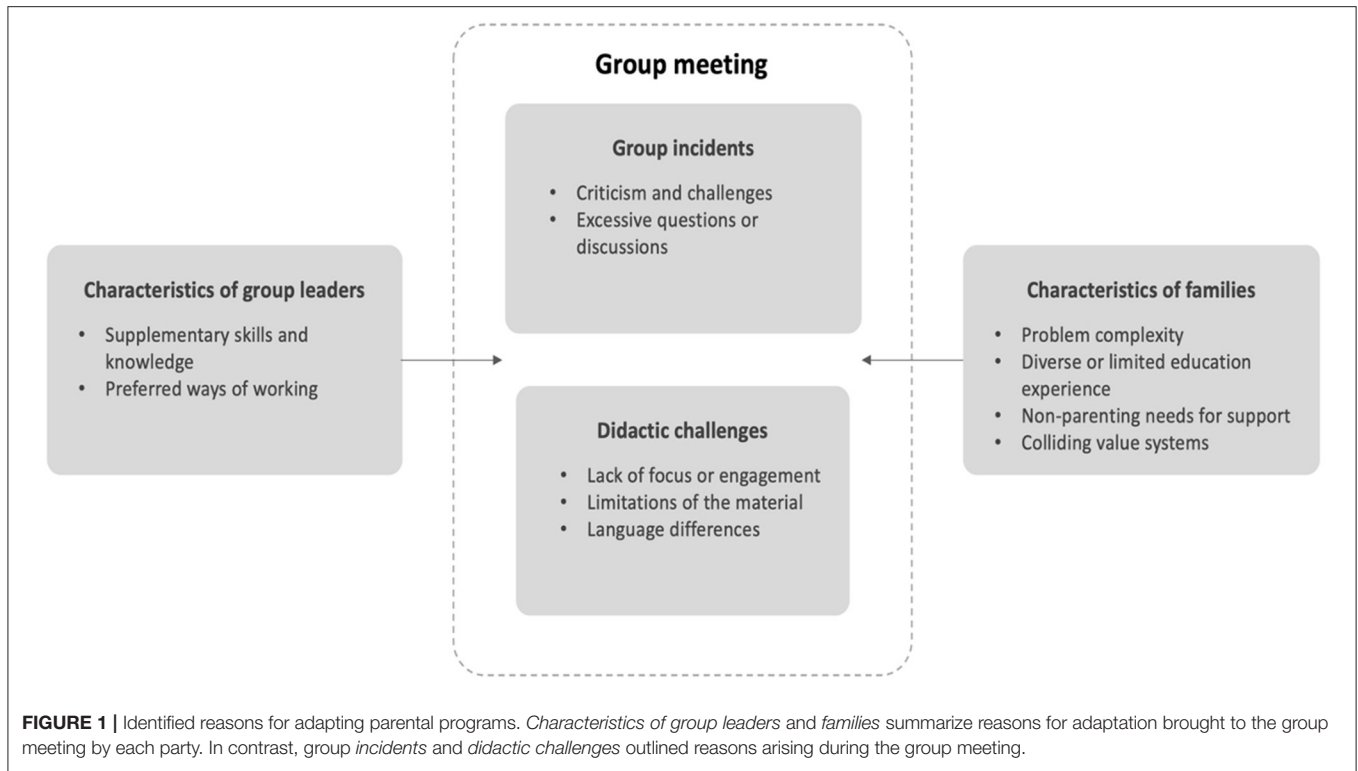 Group meeting
Group incidents
• Criticism and challenges
• Excessive questions or
discussions
Characteristics of group leaders
• Supplementary skills and
knowledge
• Preferred ways of working
Characteristics of families
• Problem complexity
• Diverse or limited education
experience
• Non-parenting needs for support
• Colliding value systems
Didactic challenges
• Lack of focus or engagement
• Limitations of the material
• Language differences
FIGURE 1 | Identified reasons for adapting parental programs. Characteristics of group leaders and families summarize reasons for adaptation brought to the group
meeting by each party. In contrast, group incidents and didactic challenges outlined reasons arising during the group meeting.